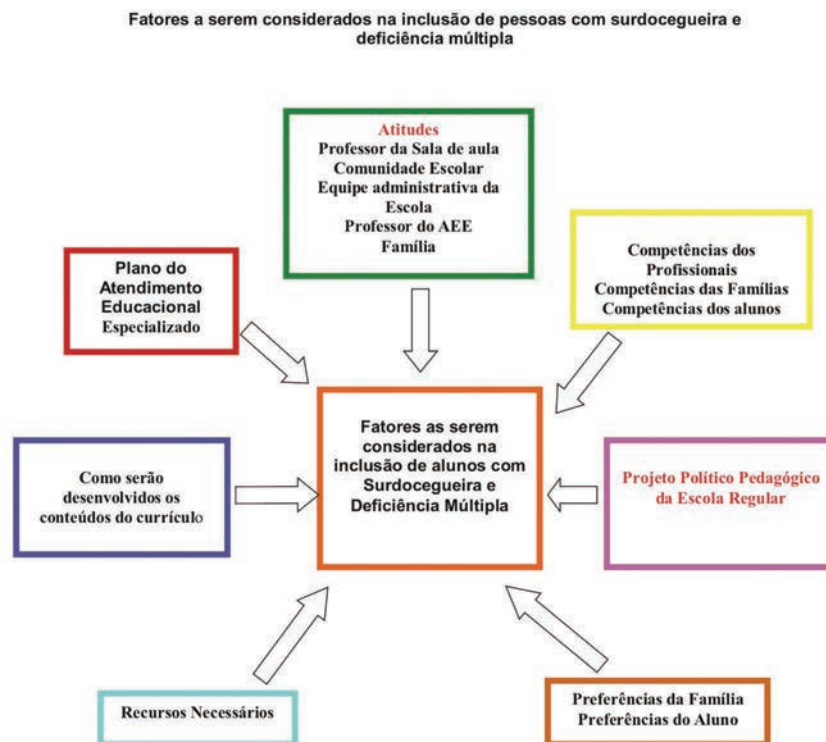 Fatores a serem considerados na inclusão de pessoas com surdocegueira e
deficiência múltipla
Atitudes
Professor da Sala de aula
Comunidade Escolar
Equipe administrativa da
Escola
Professor do AEE
Família
Plano do
Atendimento
Educacional
Especializado
Competências dos
Profissionais
Competências das Famílias
Competências dos alunos
Fatores as serem
considerados na
inclusão de alunos com
Surdocegueira e
Deficiência Múltipla
Como serão
desenvolvidos os
conteúdos do currículo
Projeto Político Pedagógico
da Escola Regular
Recursos Necessários
Preferências da Família
Preferências do Aluno